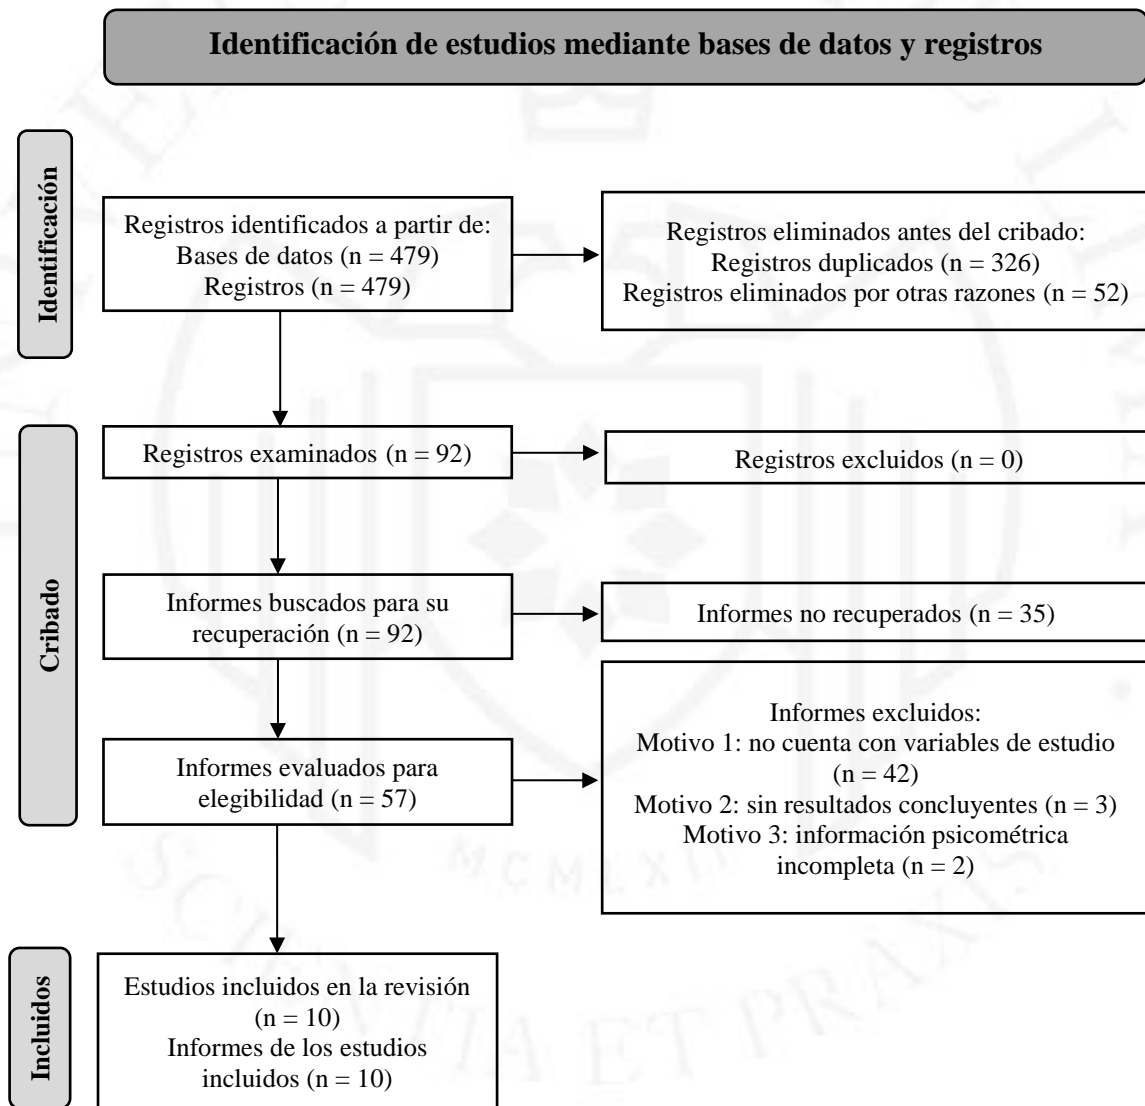 Identificación de estudios mediante bases de datos y registros
Identificación
Registros identificados a partir de:
Bases de datos (n = 479)
Registros (n = 479)
Registros eliminados antes del cribado:
Registros duplicados (n = 326)
Registros eliminados por otras razones (n = 52)
Cribado
Registros examinados (n = 92)
Registros excluidos (n = 0)
Informes buscados para su
recuperación (n = 92)
Informes no recuperados (n = 35)
Informes evaluados para
elegibilidad (n = 57)
Informes excluidos:
Motivo 1: no cuenta con variables de estudio
(n = 42)
Motivo 2: sin resultados concluyentes (n = 3)
Motivo 3: información psicométrica
incompleta (n = 2)
Incluidos
Estudios incluidos en la revisión
(n = 10)
Informes de los estudios
incluidos (n = 10)
MCMLXII
SCIENTIA ET PRAXIS